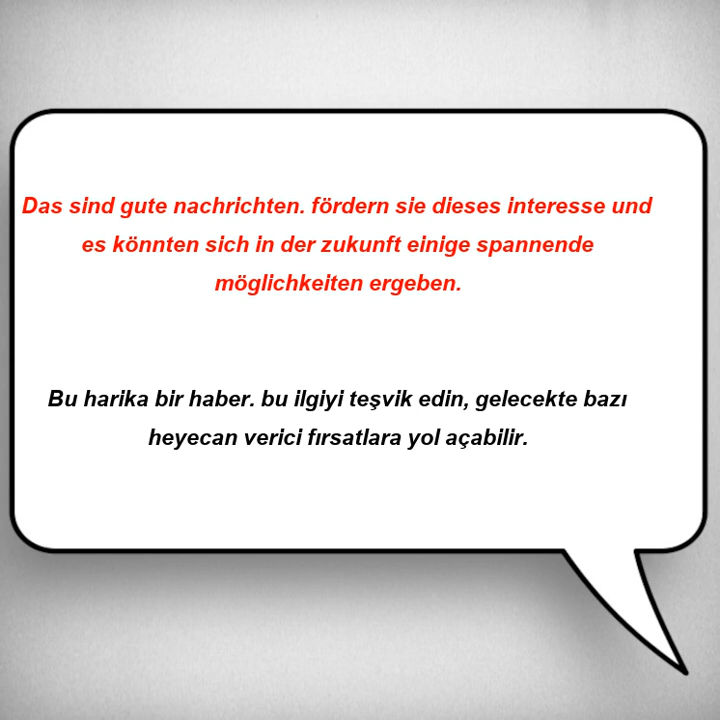 Das sind gute nachrichten. fördern sie dieses interesse und
es könnten sich in der zukunft einige spannende
möglichkeiten ergeben.
Bu harika bir haber. bu ilgiyi teşvik edin, gelecekte bazı
heyecan verici fırsatlara yol açabilir.